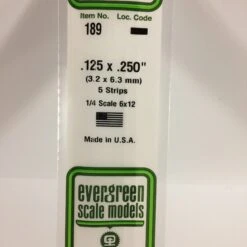 Item No. Loc. Code
189
.125 x .250"
(3.2 x 6.3 mm)
5 Strips
1/4 Scale 6x12
Made in U.S.A.
evergreen
scale models